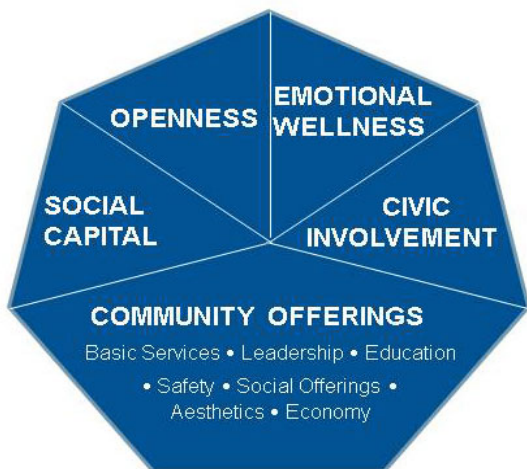 OPENNESS
EMOTIONAL
WELLNESS
SOCIAL
CAPITAL
CIVIC
INVOLVEMENT
COMMUNITY OFFERINGS
Basic Services • Leadership • Education
• Safety • Social Offerings •
Aesthetics • Economy